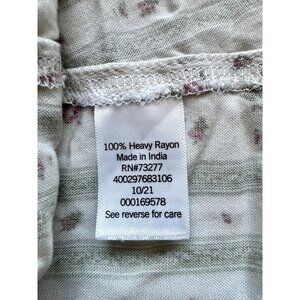 100% Heavy Rayon
Made in India
RN#73277
400297683106
10/21
000169578
See reverse for care